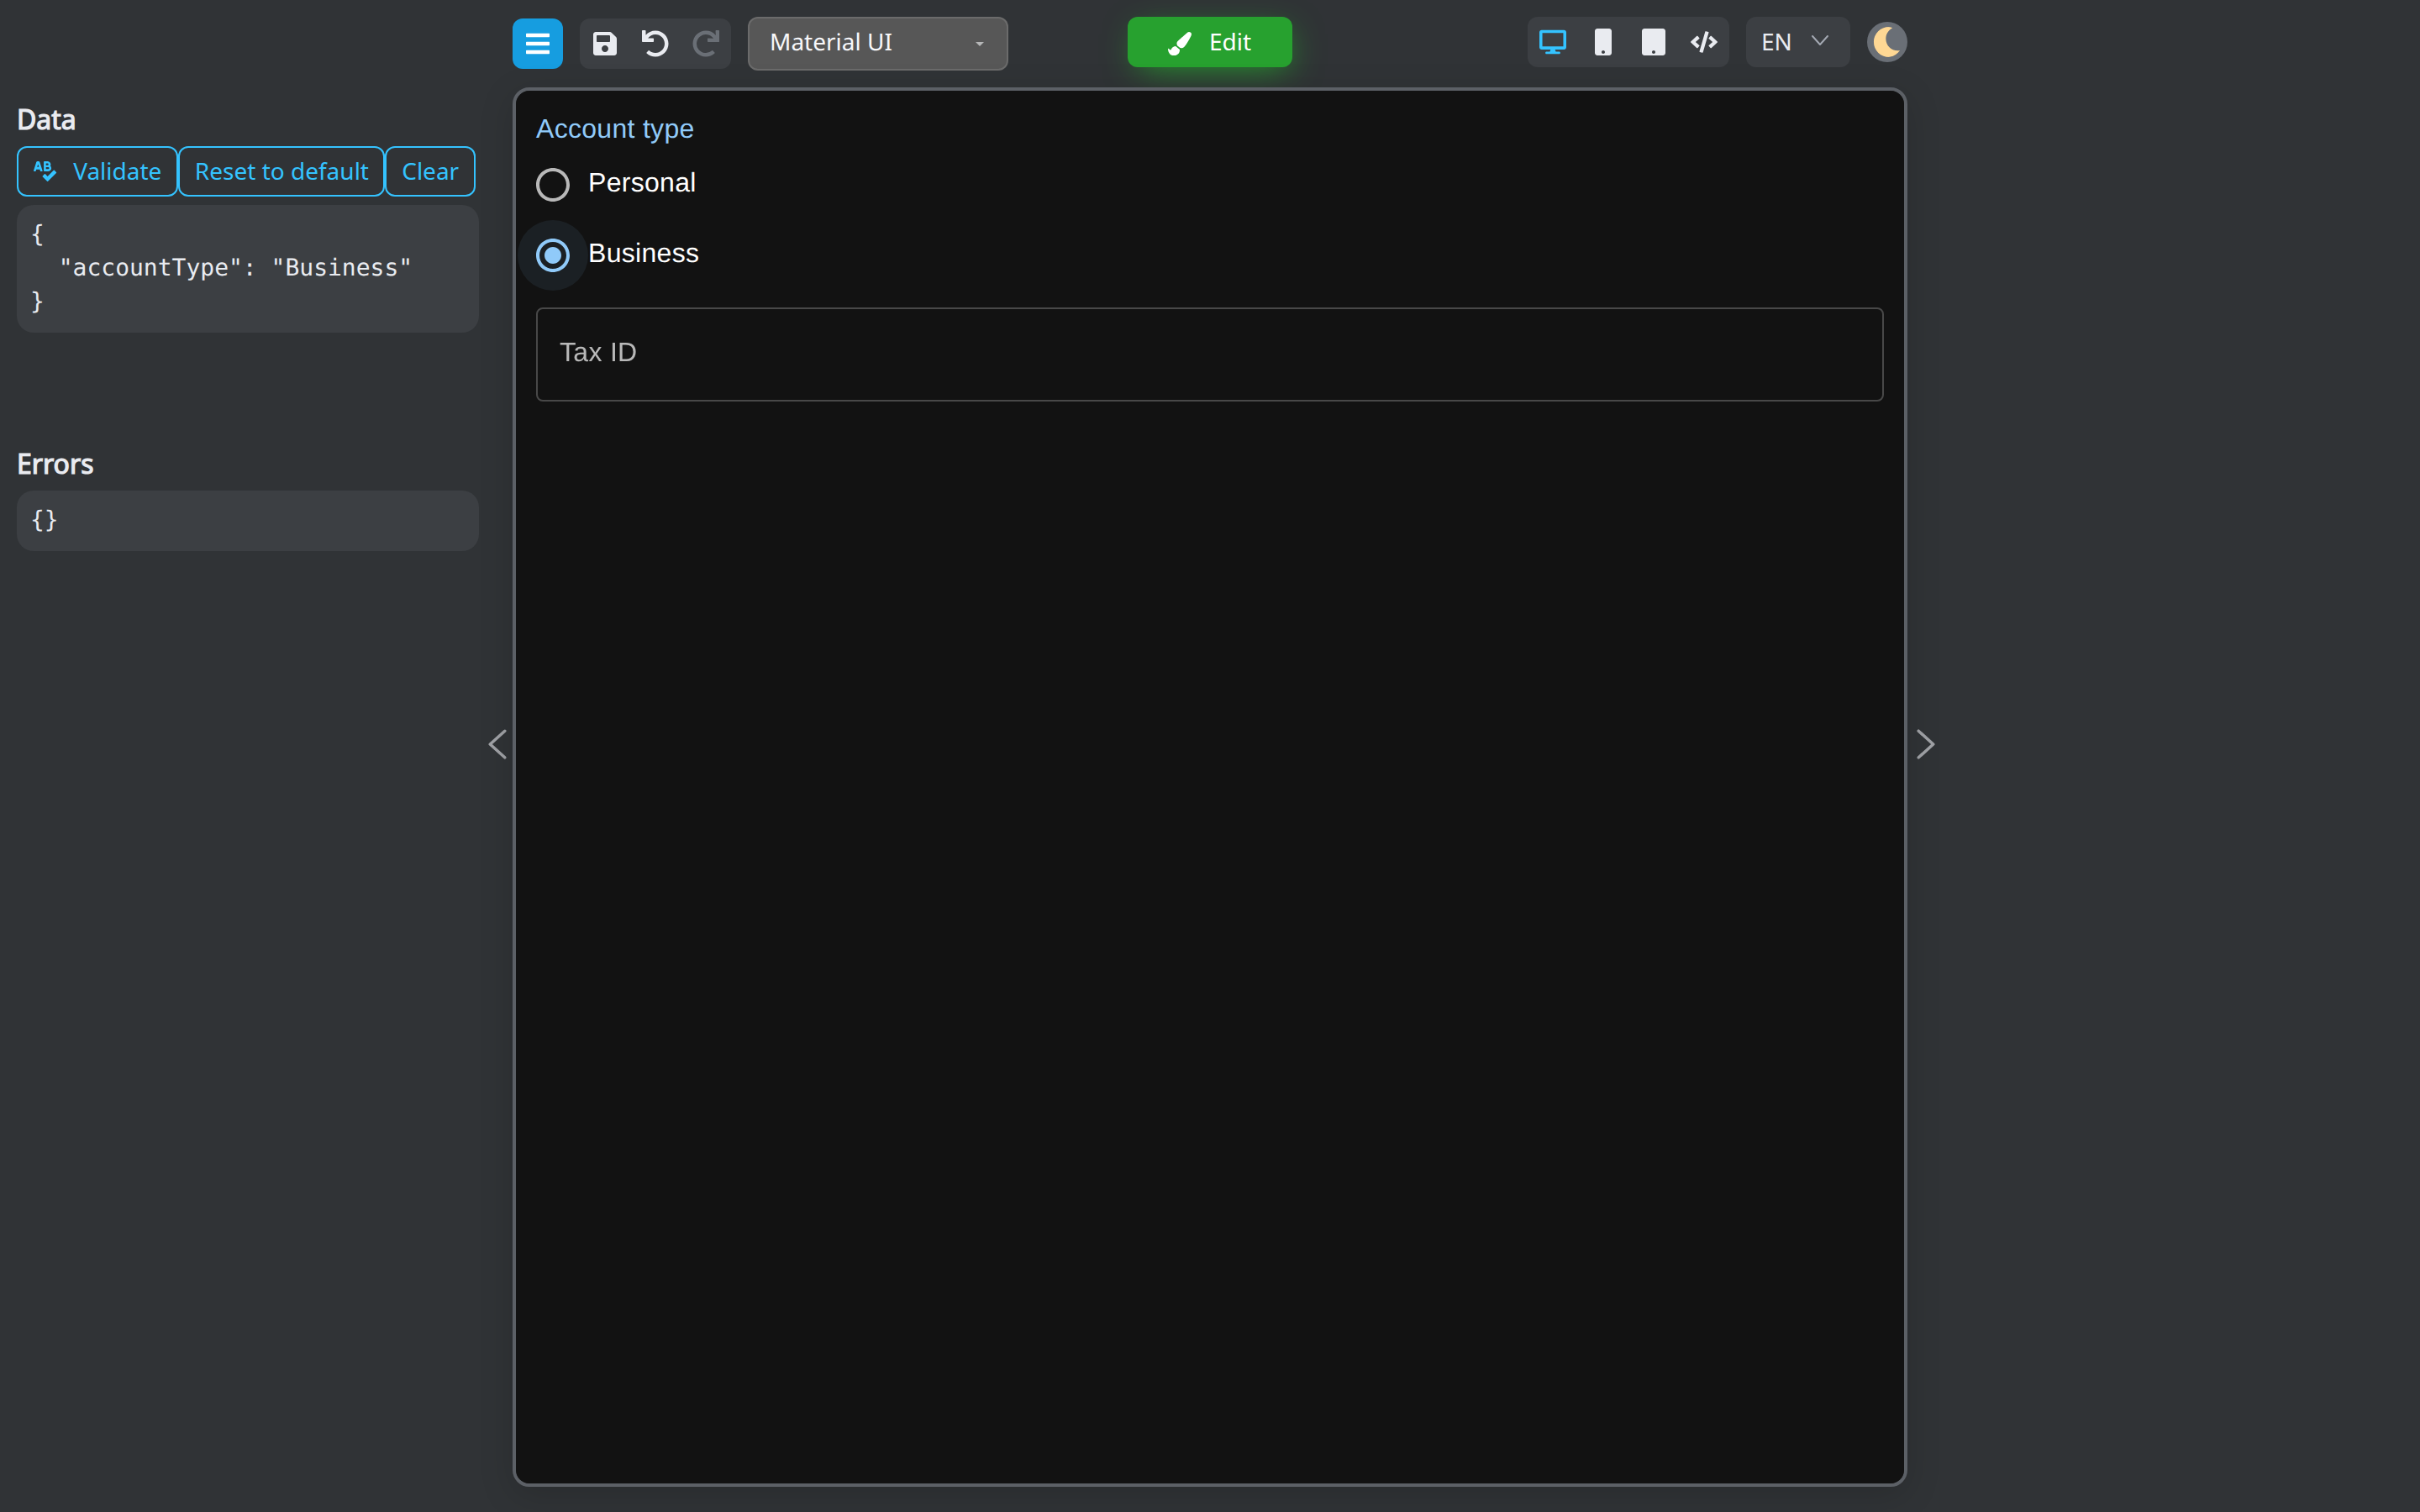 Material UI
Edit
EN
Data
AB Validate
Reset to default
Clear
{
  "accountType": "Business"
}
Errors
{}
Account type
Personal
Business
Tax ID